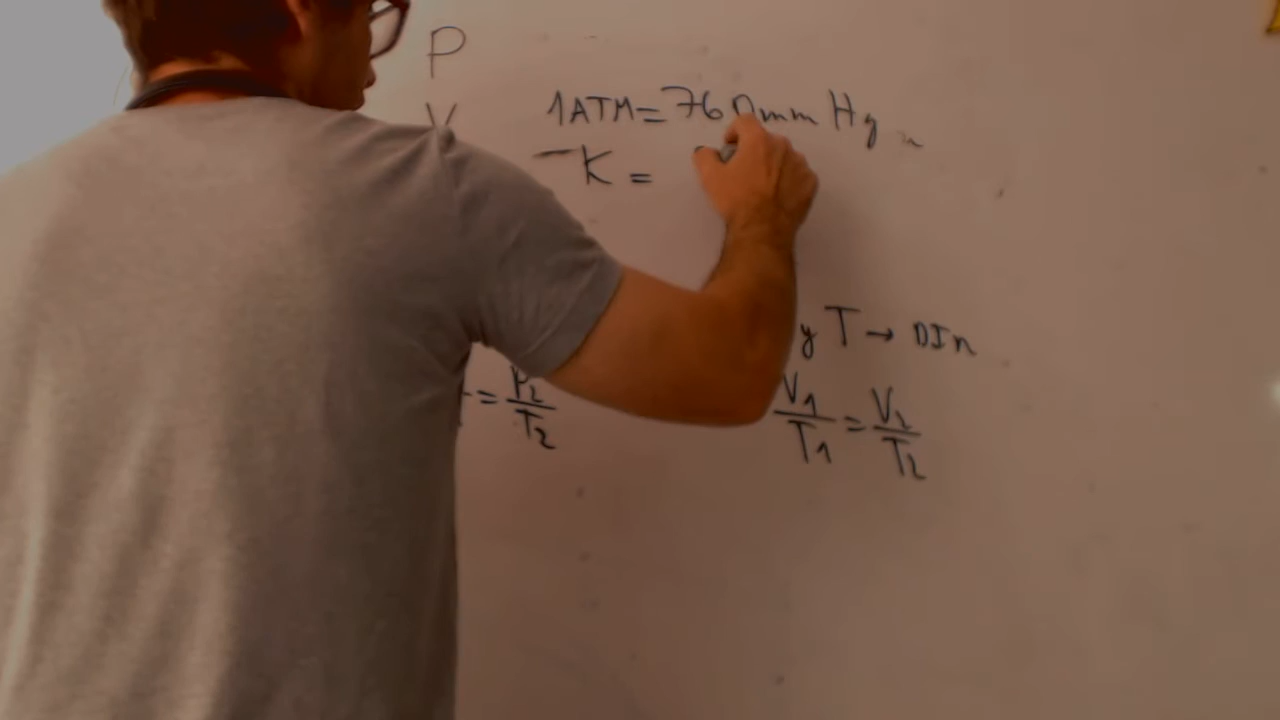 P
V
1ATM=760mm Hg
K =
y T → DIn
= P2/T2
V1/T1 = V2/T2